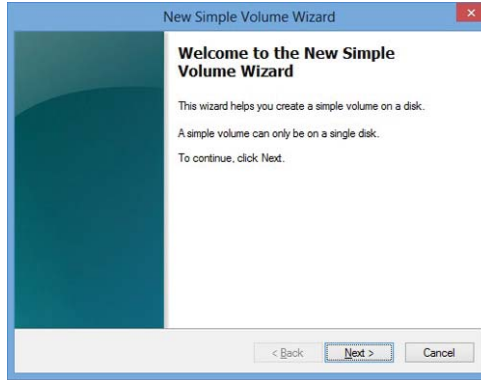 New Simple Volume Wizard
Welcome to the New Simple
Volume Wizard
This wizard helps you create a simple volume on a disk.
A simple volume can only be on a single disk.
To continue, click Next.
< Back
Next >
Cancel